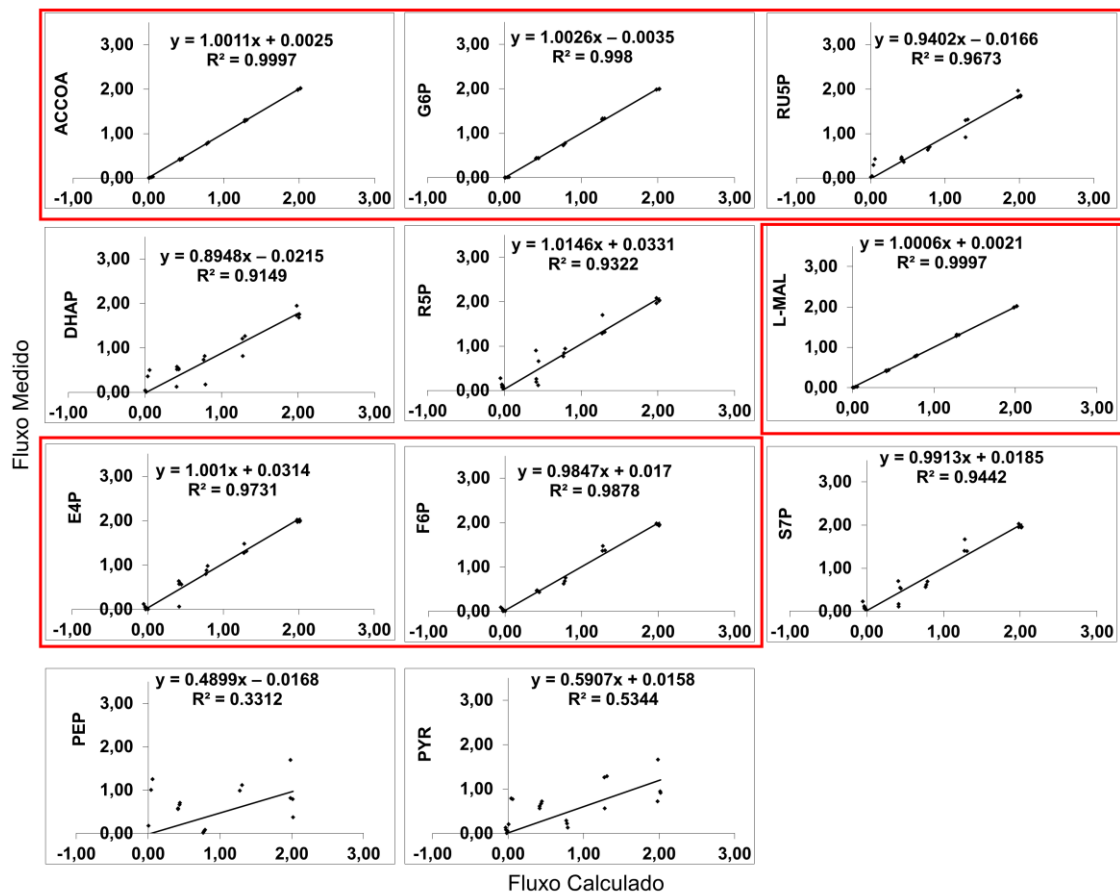 y = 1.0011x + 0.0025
R² = 0.9997
ACCOA
3,00
2,00
1,00
0,00
-1,00 0,00 1,00 2,00 3,00
y = 1.0026x – 0.0035
R² = 0.998
G6P
3,00
2,00
1,00
0,00
-1,00 0,00 1,00 2,00 3,00
y = 0.9402x – 0.0166
R² = 0.9673
RU5P
3,00
2,00
1,00
0,00
-1,00 0,00 1,00 2,00 3,00
y = 0.8948x – 0.0215
R² = 0.9149
DHAP
3,00
2,00
1,00
0,00
-1,00 0,00 1,00 2,00 3,00
y = 1.0146x + 0.0331
R² = 0.9322
R5P
3,00
2,00
1,00
0,00
-1,00 0,00 1,00 2,00 3,00
y = 1.0006x + 0.0021
R² = 0.9997
L-MAL
3,00
2,00
1,00
0,00
-1,00 0,00 1,00 2,00 3,00
Fluxo Medido
y = 1.001x + 0.0314
R² = 0.9731
E4P
3,00
2,00
1,00
0,00
-1,00 0,00 1,00 2,00 3,00
y = 0.9847x + 0.017
R² = 0.9878
F6P
3,00
2,00
1,00
0,00
-1,00 0,00 1,00 2,00 3,00
y = 0.9913x + 0.0185
R² = 0.9442
S7P
3,00
2,00
1,00
0,00
-1,00 0,00 1,00 2,00 3,00
y = 0.4899x – 0.0168
R² = 0.3312
PEP
3,00
2,00
1,00
0,00
-1,00 0,00 1,00 2,00 3,00
y = 0.5907x + 0.0158
R² = 0.5344
PYR
3,00
2,00
1,00
0,00
-1,00 0,00 1,00 2,00 3,00
Fluxo Calculado